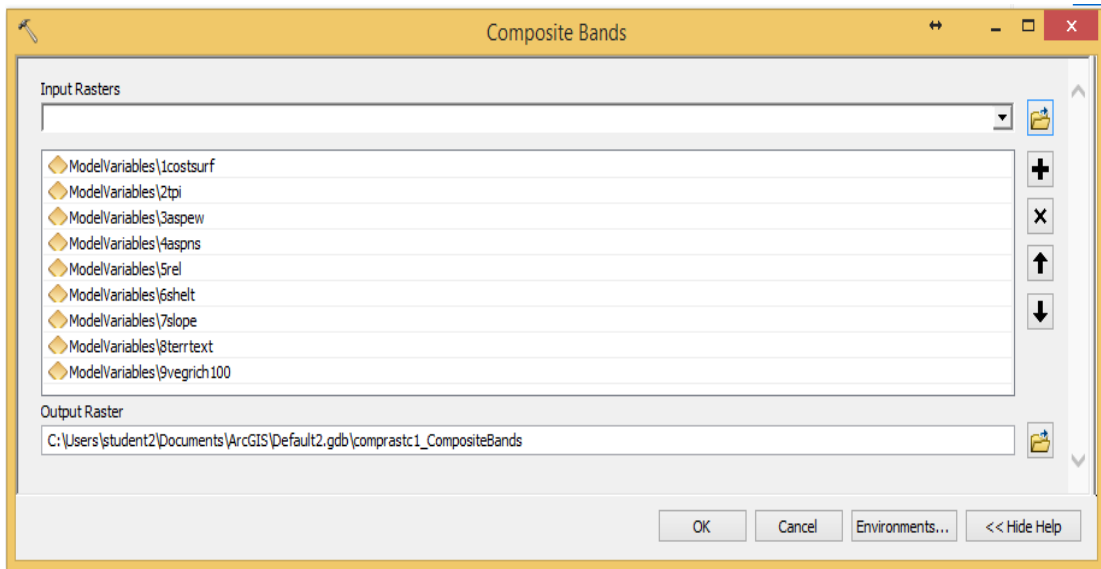 Composite Bands
Input Rasters
ModelVariables\1costsurf
ModelVariables\2tpi
ModelVariables\3aspew
ModelVariables\4aspns
ModelVariables\5rel
ModelVariables\6shelt
ModelVariables\7slope
ModelVariables\8terrtext
ModelVariables\9vegrich100
Output Raster
C:\Users\student2\Documents\ArcGIS\Default2.gdb\comprastc1_CompositeBands
OK Cancel Environments... << Hide Help